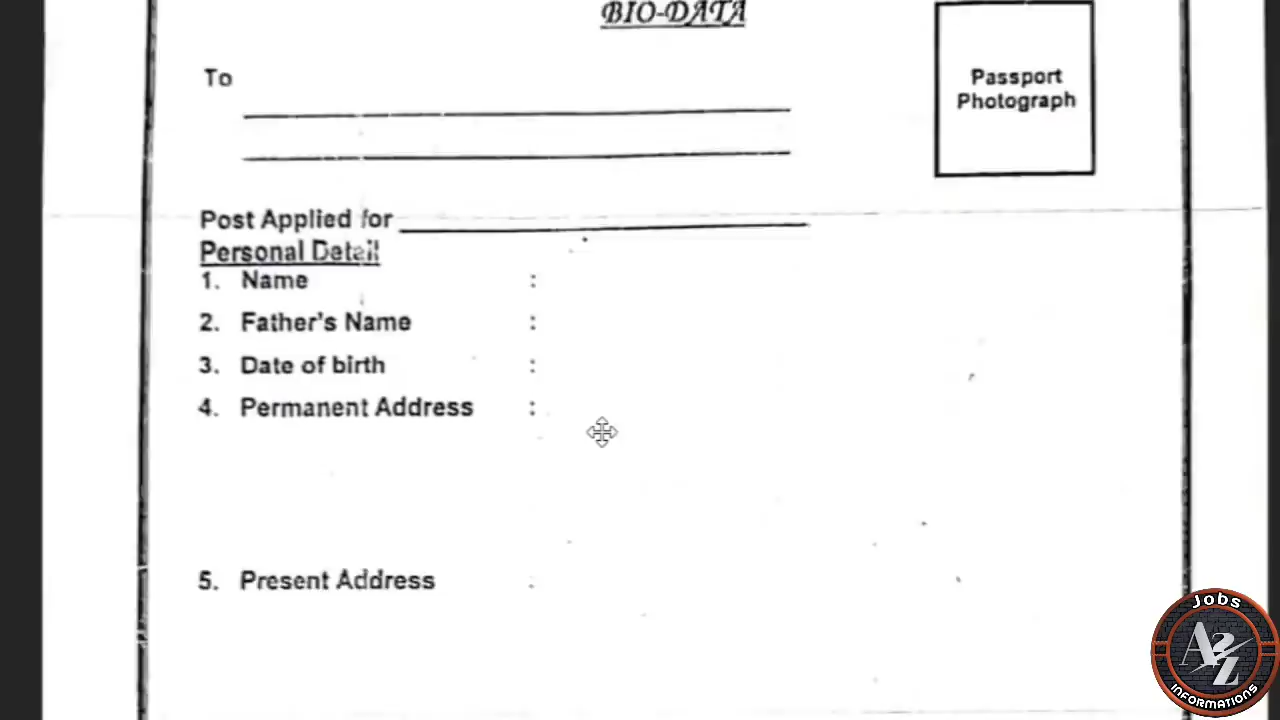 BIO-DATA
To
Passport
Photograph
Post Applied for
Personal Detail
1. Name :
2. Father's Name :
3. Date of birth :
4. Permanent Address :
5. Present Address :
Jobs
A2Z
INFORMATIONS